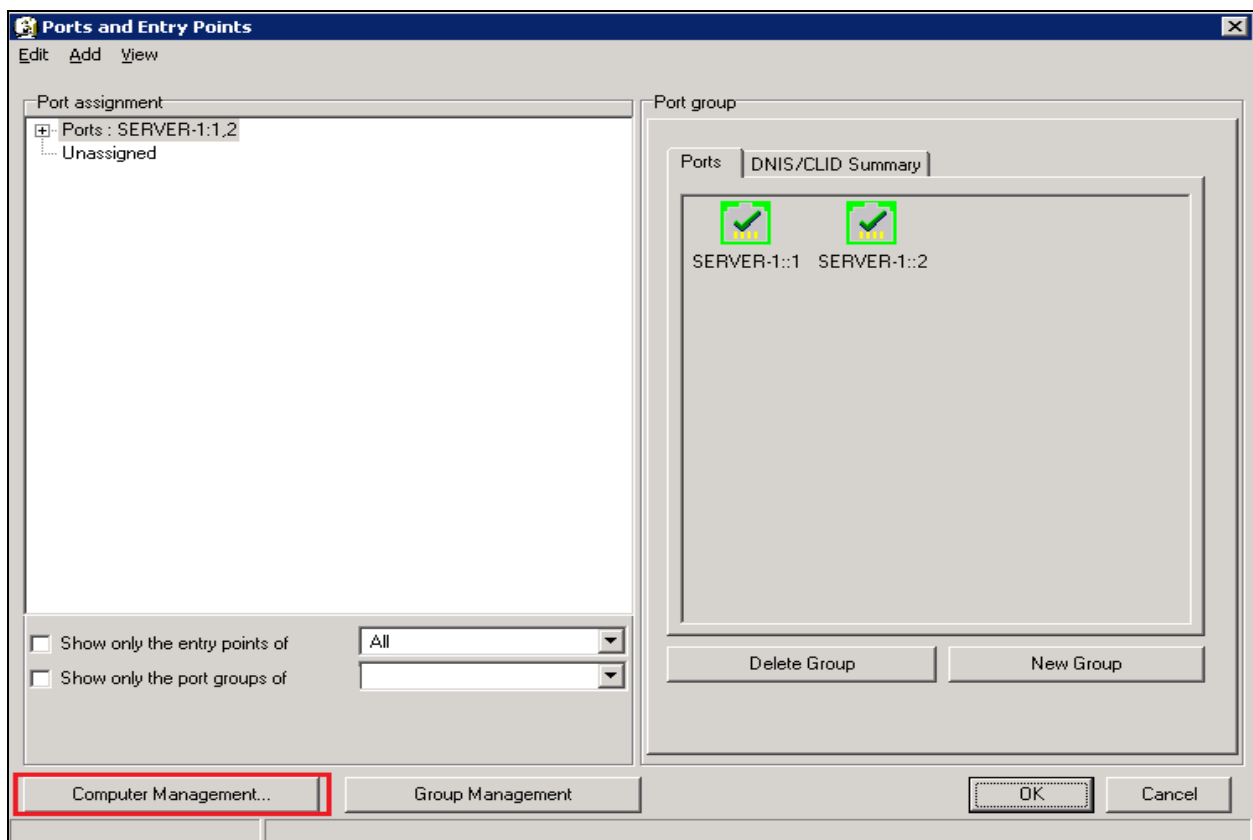 Ports and Entry Points
Edit Add View
Port assignment
Ports : SERVER-1:1,2
Unassigned
Show only the entry points of All
Show only the port groups of
Port group
Ports DNIS/CLID Summary
SERVER-1::1 SERVER-1::2
Delete Group New Group
Computer Management... Group Management OK Cancel